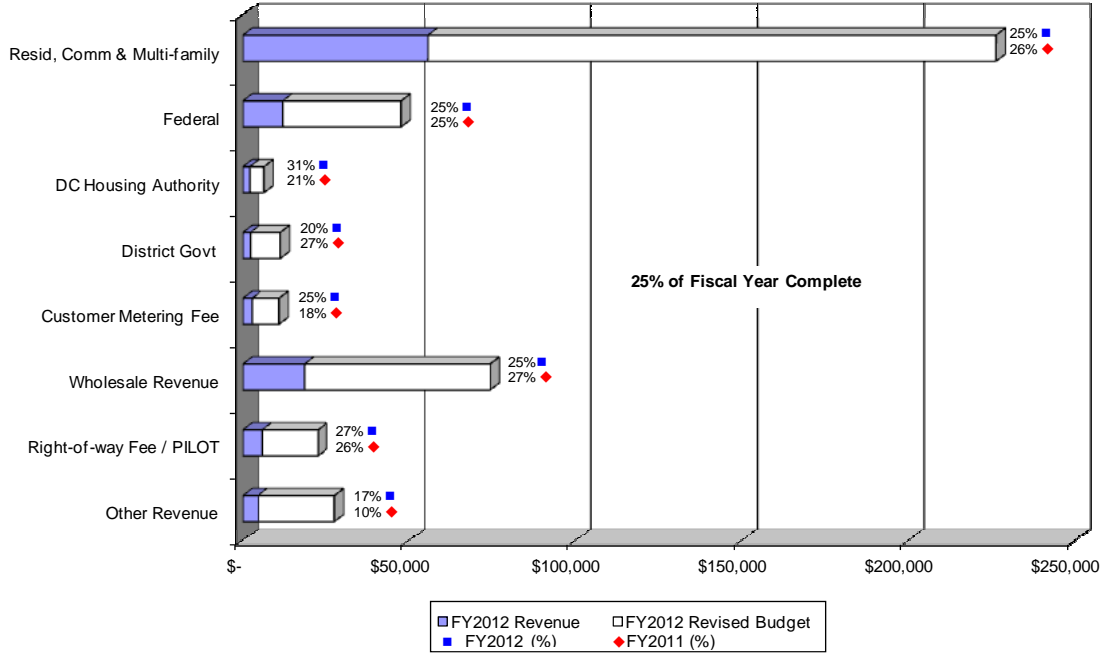 Resid, Comm & Multi-family
25%
26%
Federal
25%
25%
DC Housing Authority
31%
21%
District Govt
20%
27%
25% of Fiscal Year Complete
Customer Metering Fee
25%
18%
Wholesale Revenue
25%
27%
Right-of-way Fee / PILOT
27%
26%
Other Revenue
17%
10%
$- $50,000 $100,000 $150,000 $200,000 $250,000
FY2012 Revenue FY2012 Revised Budget
FY2012 (%) FY2011 (%)